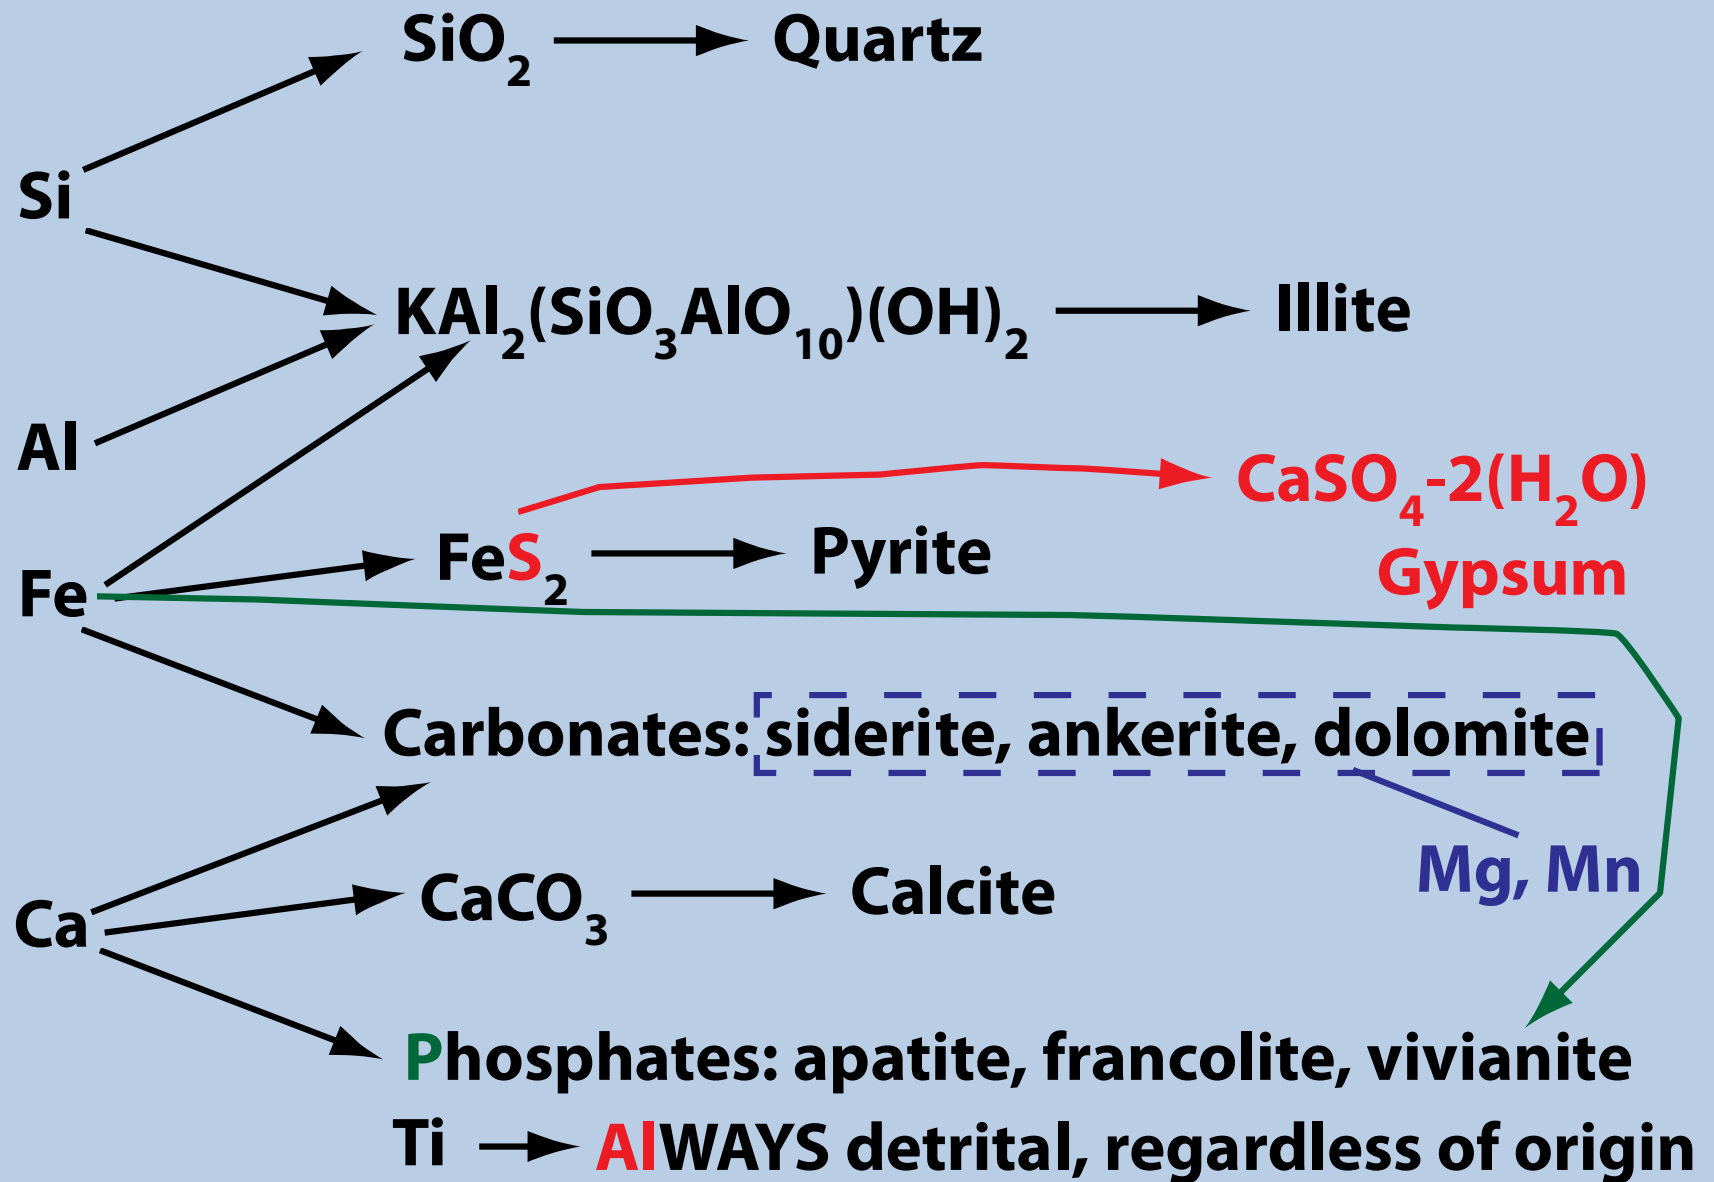 SiO₂ Quartz
Si
KAl₂(SiO₃AlO₁₀)(OH)₂ Illite
Al
CaSO₄-2(H₂O)
FeS₂ Pyrite
Gypsum
Fe
Carbonates: siderite, ankerite, dolomite
Mg, Mn
CaCO₃ Calcite
Ca
Phosphates: apatite, francolite, vivianite
Ti AlWAYS detrital, regardless of origin